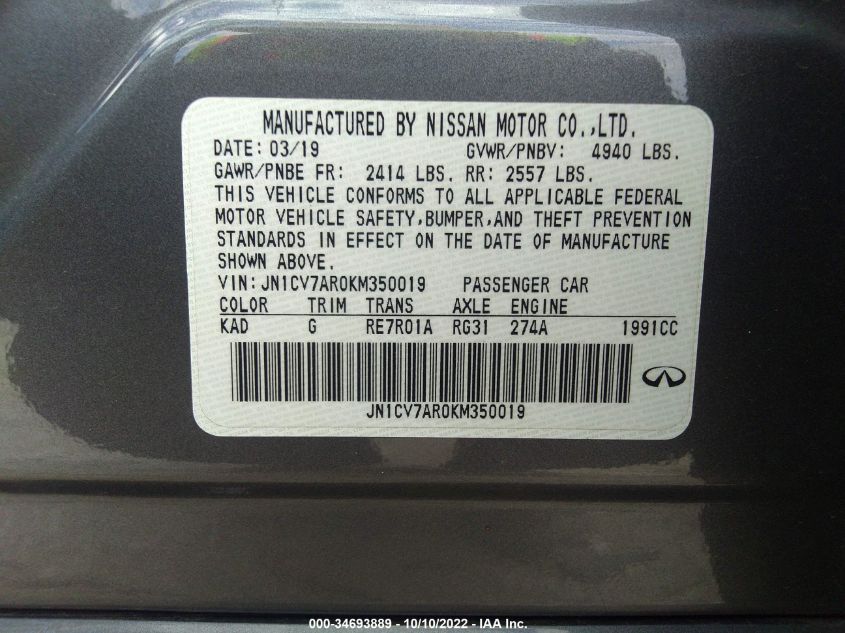 MANUFACTURED BY NISSAN MOTOR CO.,LTD.
DATE: 03/19 GVWR/PNBV: 4940 LBS.
GAWR/PNBE FR: 2414 LBS. RR: 2557 LBS.
THIS VEHICLE CONFORMS TO ALL APPLICABLE FEDERAL
MOTOR VEHICLE SAFETY,BUMPER,AND THEFT PREVENTION
STANDARDS IN EFFECT ON THE DATE OF MANUFACTURE
SHOWN ABOVE.
VIN:JN1CV7AR0KM350019 PASSENGER CAR
COLOR TRIM TRANS AXLE ENGINE
KAD G RE7R01A RG31 274A 1991CC
JN1CV7AR0KM350019
000-34693889 - 10/10/2022 - IAA Inc.